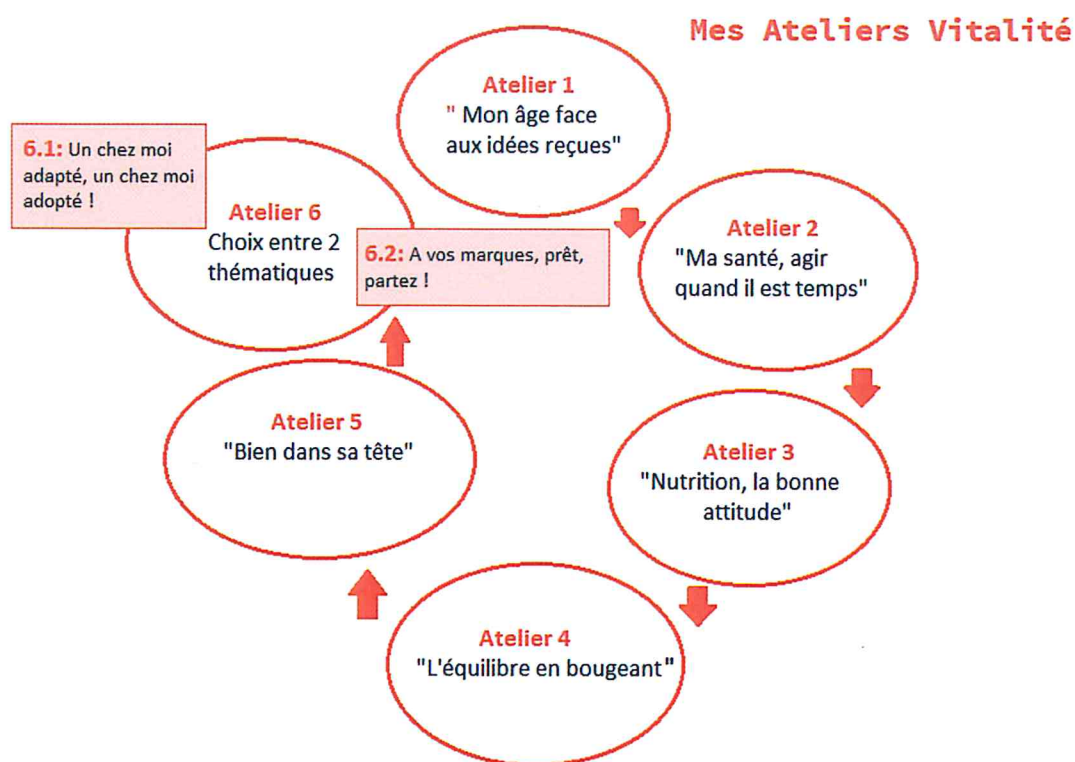 Mes Ateliers Vitalité
Atelier 1
" Mon âge face
aux idées reçues"
Atelier 2
"Ma santé, agir
quand il est temps"
Atelier 3
"Nutrition, la bonne
attitude"
Atelier 4
"L'équilibre en bougeant"
Atelier 5
"Bien dans sa tête"
Atelier 6
Choix entre 2
thématiques
6.1: Un chez moi
adapté, un chez moi
adopté !
6.2: A vos marques, prêt,
partez !